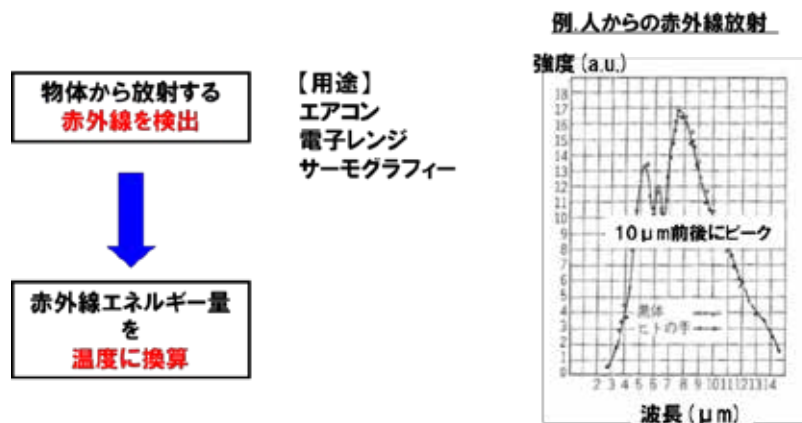 例.人からの赤外線放射
物体から放射する
赤外線を検出
【用途】
エアコン
電子レンジ
サーモグラフィー
赤外線エネルギー量
を
温度に換算
強度(a.u.)
18
17
16
15
14
13
12
11
10
9
8
7
6
5
4
3
2
1
0
10μm前後にピーク
黒体
ヒトの手
2 3 4 5 6 7 8 9 10 11 12 13 14
波長(μm)